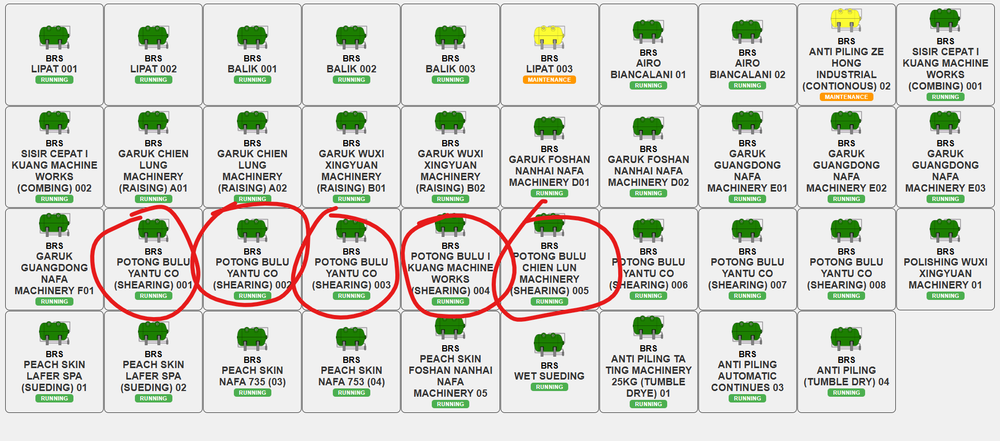 BRS
LIPAT 001
RUNNING
BRS
LIPAT 002
RUNNING
BRS
BALIK 001
RUNNING
BRS
BALIK 002
RUNNING
BRS
BALIK 003
RUNNING
BRS
LIPAT 003
MAINTENANCE
BRS
AIRO
BIANCALANI 01
RUNNING
BRS
AIRO
BIANCALANI 02
RUNNING
BRS
ANTI PILING ZE
HONG
INDUSTRIAL
(CONTIONOUS) 02
MAINTENANCE
BRS
SISIR CEPAT I
KUANG MACHINE
WORKS
(COMBING) 001
RUNNING
BRS
SISIR CEPAT I
KUANG MACHINE
WORKS
(COMBING) 002
RUNNING
BRS
GARUK CHIEN
LUNG
MACHINERY
(RAISING) A01
RUNNING
BRS
GARUK CHIEN
LUNG
MACHINERY
(RAISING) A02
RUNNING
BRS
GARUK WUXI
XINGYUAN
MACHINERY
(RAISING) B01
RUNNING
BRS
GARUK WUXI
XINGYUAN
MACHINERY
(RAISING) B02
RUNNING
BRS
GARUK FOSHAN
NANHAI NAFA
MACHINERY D01
RUNNING
BRS
GARUK FOSHAN
NANHAI NAFA
MACHINERY D02
RUNNING
BRS
GARUK
GUANGDONG
NAFA
MACHINERY E01
RUNNING
BRS
GARUK
GUANGDONG
NAFA
MACHINERY E02
RUNNING
BRS
GARUK
GUANGDONG
NAFA
MACHINERY E03
RUNNING
BRS
GARUK
GUANGDONG
NAFA
MACHINERY F01
RUNNING
BRS
POTONG BULU
YANTU CO
(SHEARING) 001
RUNNING
BRS
POTONG BULU
YANTU CO
(SHEARING) 002
RUNNING
BRS
POTONG BULU
YANTU CO
(SHEARING) 003
RUNNING
BRS
POTONG BULU I
KUANG MACHINE
WORKS
(SHEARING) 004
RUNNING
BRS
POTONG BULU
CHIEN LUN
MACHINERY
(SHEARING) 005
RUNNING
BRS
POTONG BULU
YANTU CO
(SHEARING) 006
RUNNING
BRS
POTONG BULU
YANTU CO
(SHEARING) 007
RUNNING
BRS
POTONG BULU
YANTU CO
(SHEARING) 008
RUNNING
BRS
POLISHING WUXI
XINGYUAN
MACHINERY 01
RUNNING
BRS
PEACH SKIN
LAFER SPA
(SUEDING) 01
RUNNING
BRS
PEACH SKIN
LAFER SPA
(SUEDING) 02
RUNNING
BRS
PEACH SKIN
NAFA 735 (03)
RUNNING
BRS
PEACH SKIN
NAFA 753 (04)
RUNNING
BRS
PEACH SKIN
FOSHAN NANHAI
NAFA
MACHINERY 05
RUNNING
BRS
WET SUEDING
RUNNING
BRS
ANTI PILING TA
TING MACHINERY
25KG (TUMBLE
DRYE) 01
RUNNING
BRS
ANTI PILING
AUTOMATIC
CONTINUES 03
RUNNING
BRS
ANTI PILING
(TUMBLE DRY) 04
RUNNING